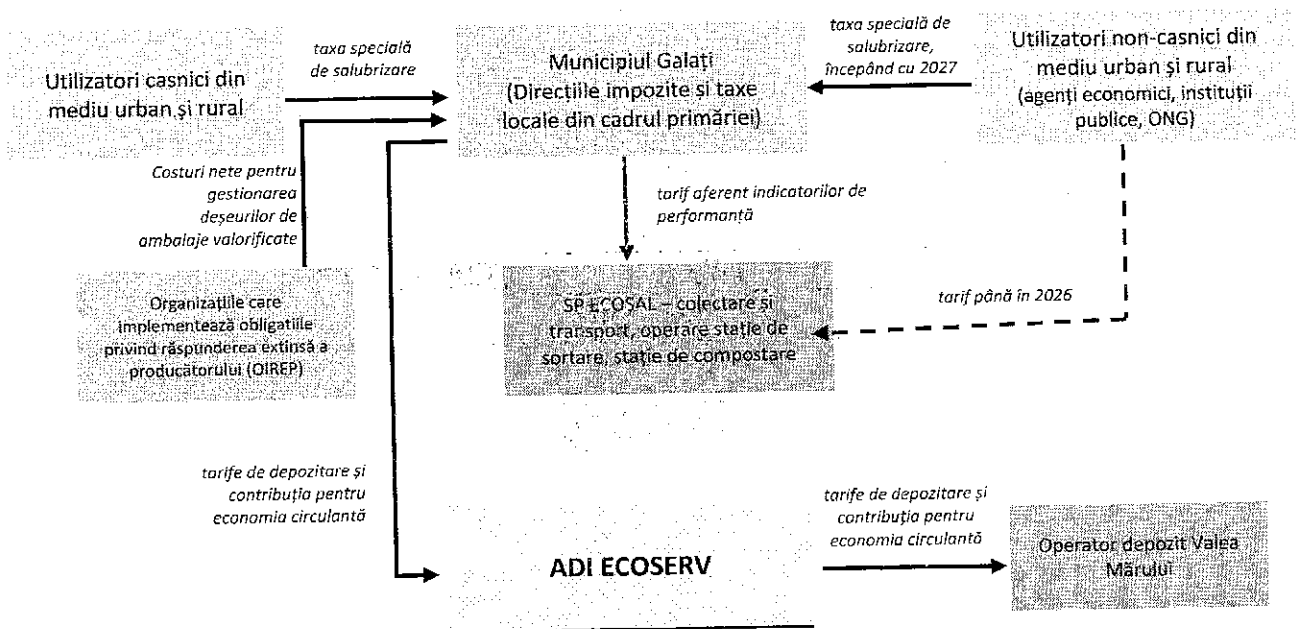 Utilizatori casnici din
mediu urban și rural
taxa specială
de salubrizare
Municipiul Galați
(Direcțiile impozite și taxe
locale din cadrul primăriei)
taxa specială de
salubrizare,
începând cu 2027
Utilizatori non-casnici din
mediu urban și rural
(agenți economici, instituții
publice, ONG)
Costuri nete pentru
gestionarea
deșeurilor de
ambalaje valorificate
tarif aferent indicatorilor de
performanță
Organizațiile care
implementează obligațiile
privind răspunderea extinsă a
producătorului (OIREP)
SP ECOSAL – colectare și
transport, operare stație de
sortare, stație de compostare
tarif până în 2026
tarife de depozitare și
contribuția pentru
economia circulantă
ADI ECOSERV
tarife de depozitare și
contribuția pentru
economia circulantă
Operator depozit Valea
Mărului